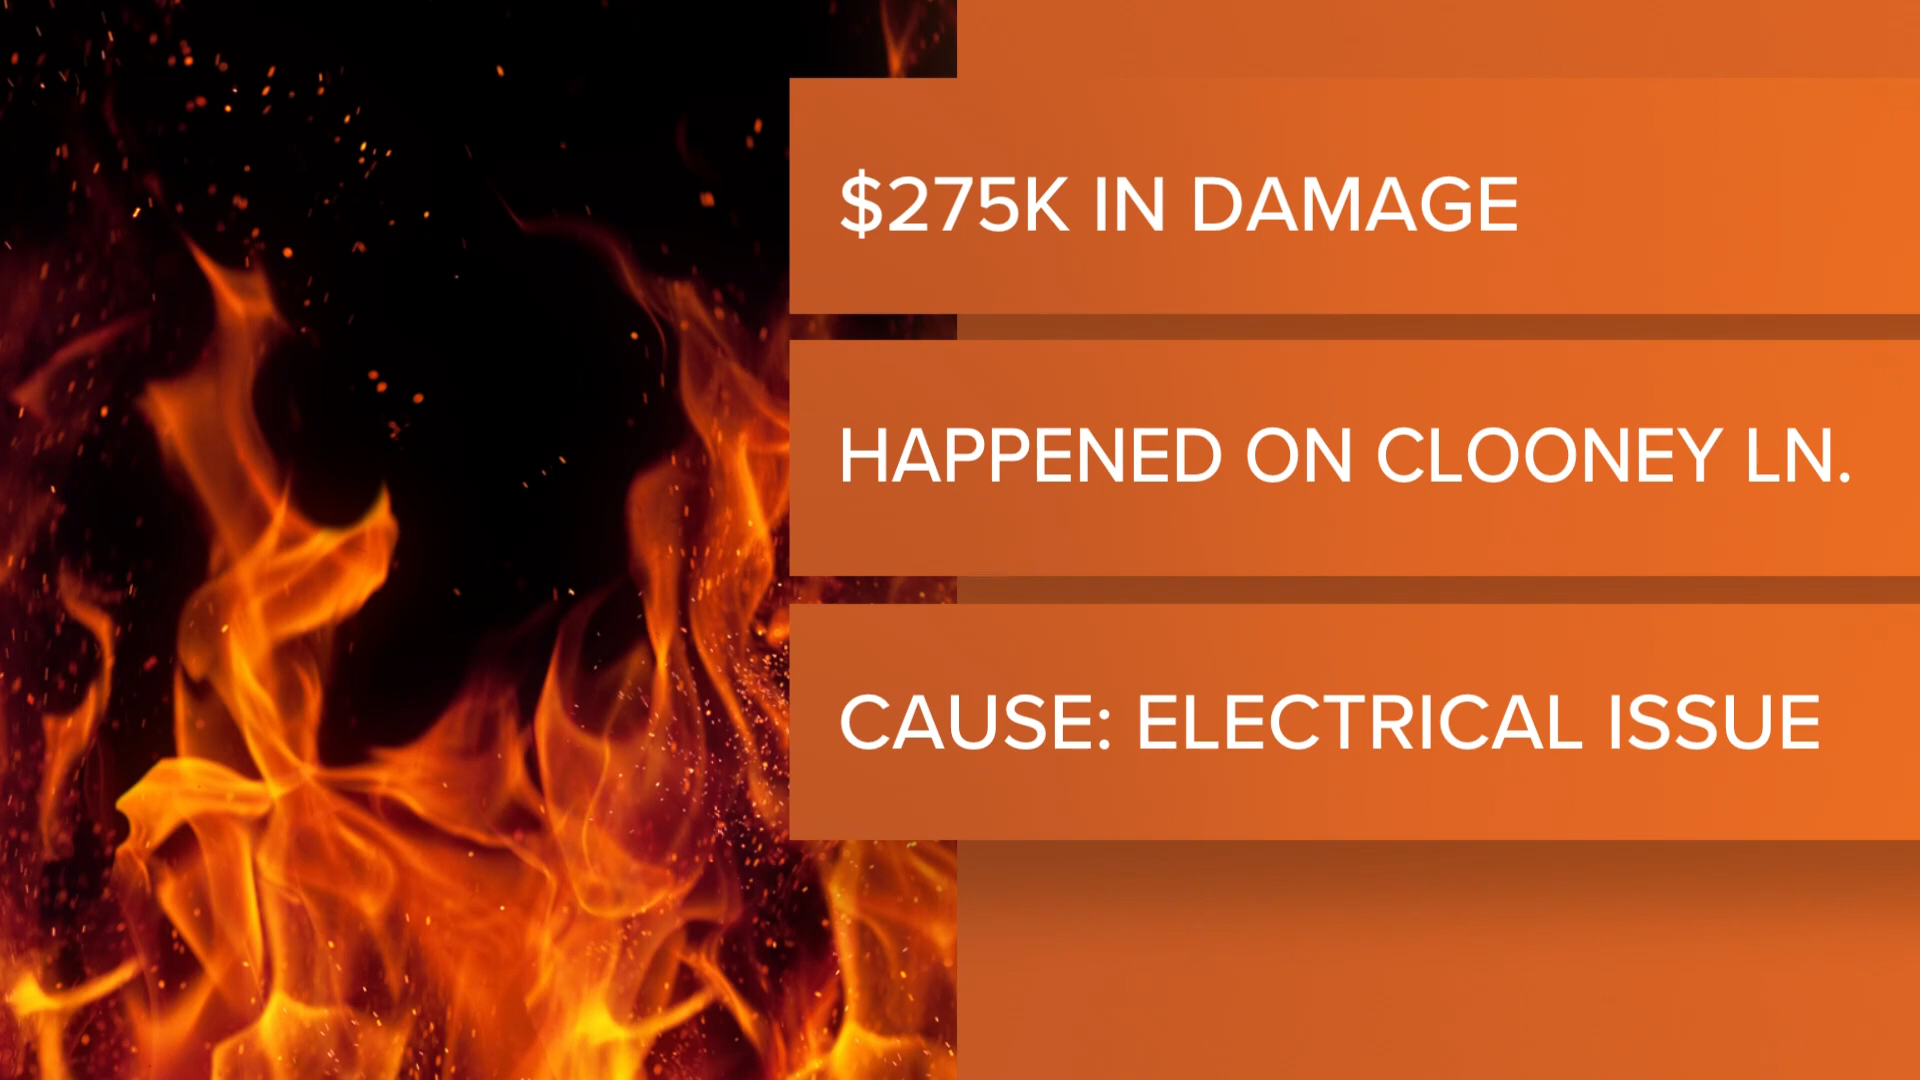 $275K IN DAMAGE
HAPPENED ON CLOONEY LN.
CAUSE: ELECTRICAL ISSUE